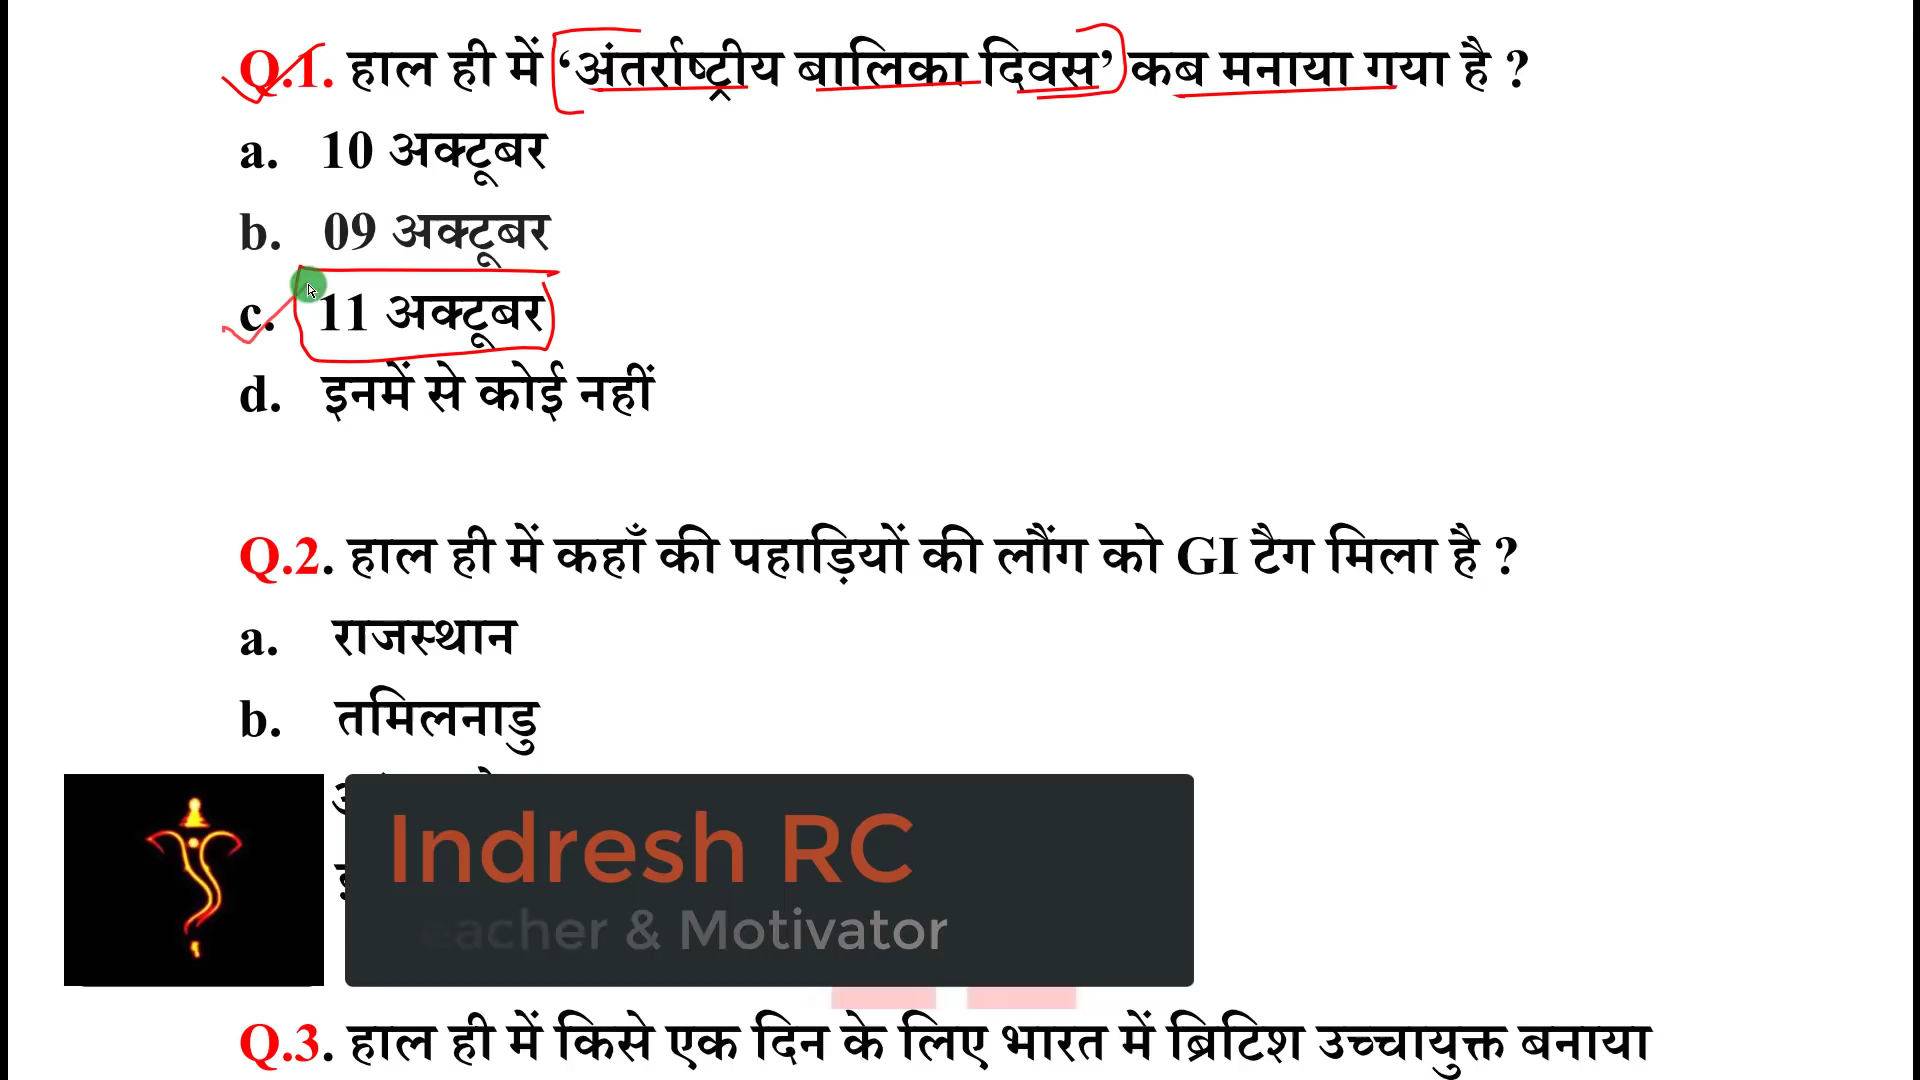 Q.1. हाल ही में ‘अंतर्राष्ट्रीय बालिका दिवस’ कब मनाया गया है ?
a. 10 अक्टूबर
b. 09 अक्टूबर
c. 11 अक्टूबर
d. इनमें से कोई नहीं
Q.2. हाल ही में कहाँ की पहाड़ियों की लौंग को GI टैग मिला है ?
a. राजस्थान
b. तमिलनाडु
Indresh RC
eacher & Motivator
Q.3. हाल ही में किसे एक दिन के लिए भारत में ब्रिटिश उच्चायुक्त बनाया